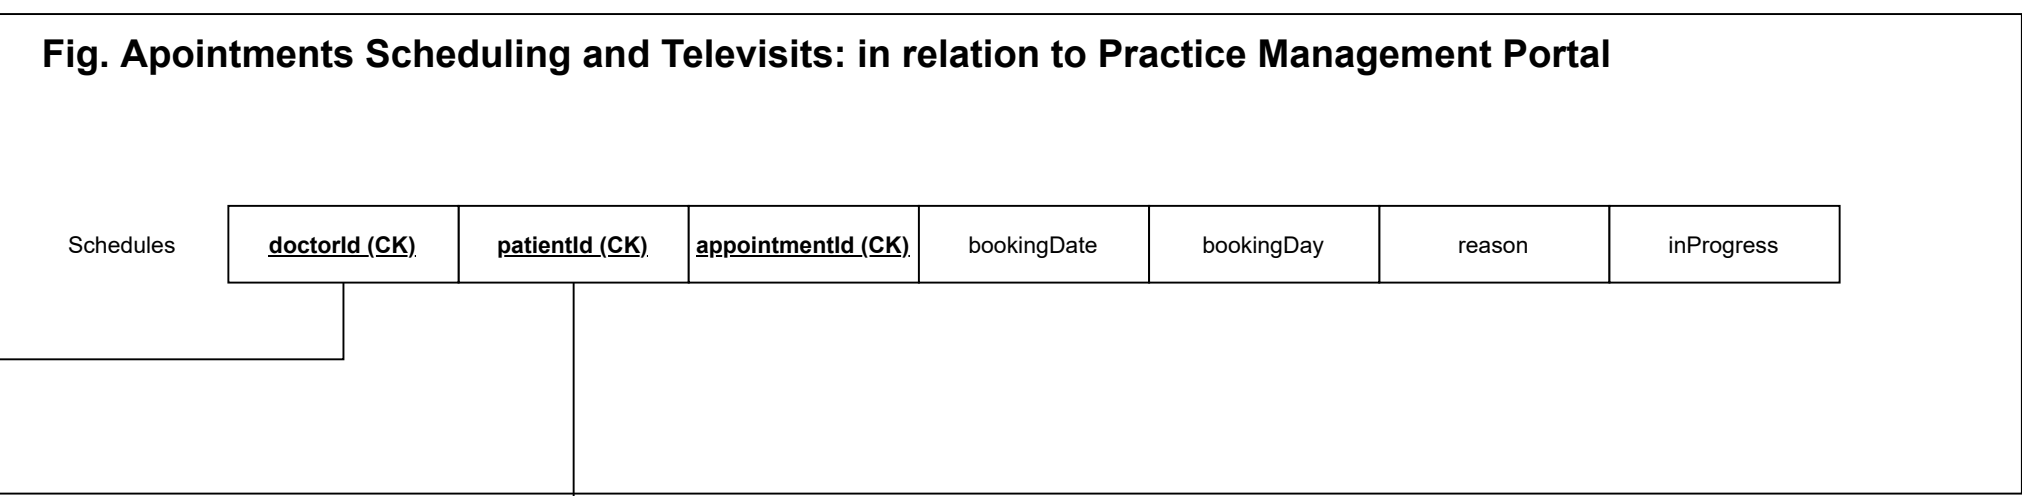 Fig. Apointments Scheduling and Televisits: in relation to Practice Management Portal
Schedules doctorId (CK) patientId (CK) appointmentId (CK) bookingDate bookingDay reason inProgress